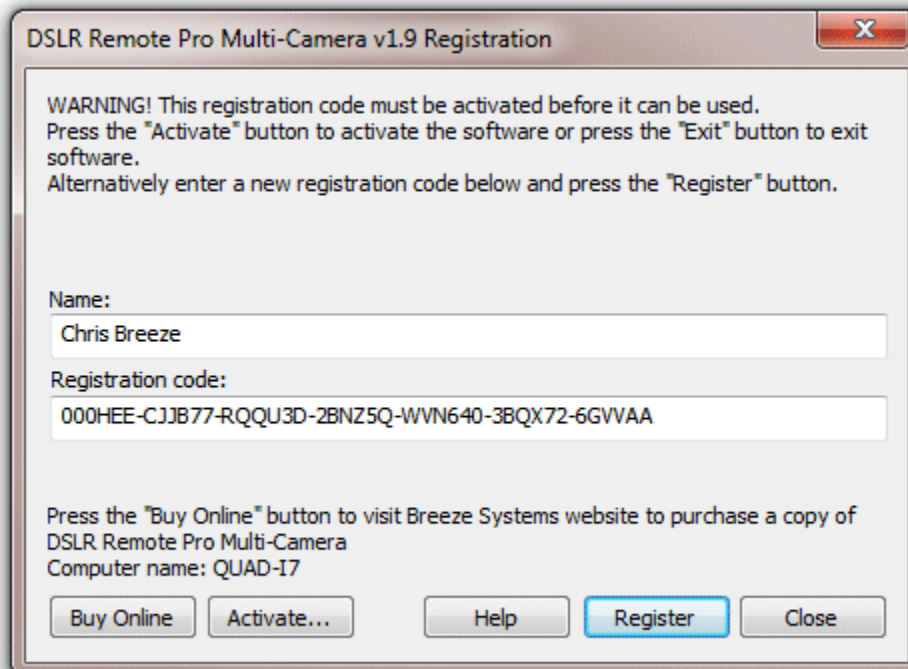 DSLR Remote Pro Multi-Camera v1.9 Registration
WARNING! This registration code must be activated before it can be used.
Press the "Activate" button to activate the software or press the "Exit" button to exit
software.
Alternatively enter a new registration code below and press the "Register" button.
Name:
Chris Breeze
Registration code:
000HEE-CJJB77-RQQU3D-2BNZ5Q-WVN640-3BQX72-6GVVAA
Press the "Buy Online" button to visit Breeze Systems website to purchase a copy of
DSLR Remote Pro Multi-Camera
Computer name: QUAD-I7
Buy Online Activate... Help Register Close